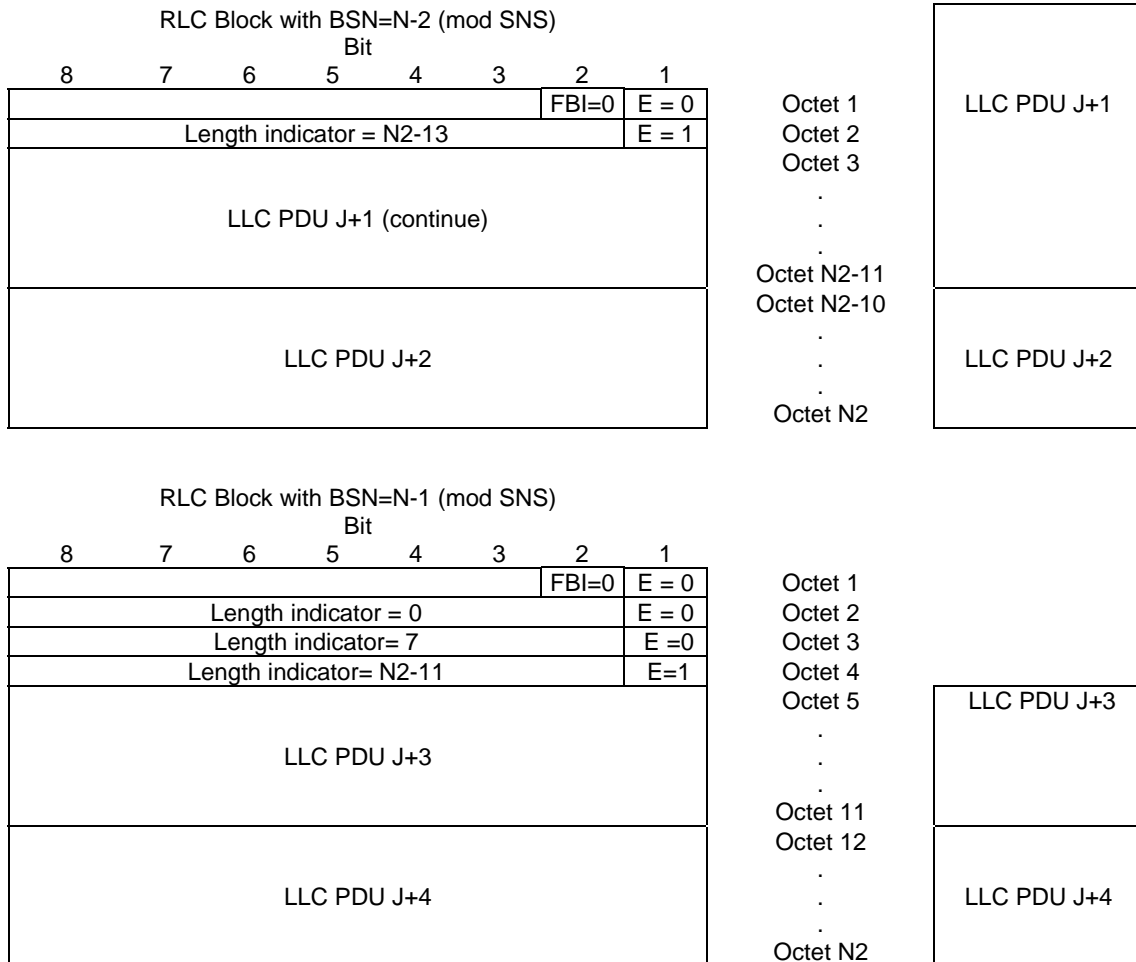 RLC Block with BSN=N-2 (mod SNS)
Bit
8 7 6 5 4 3 2 1
FBI=0 E = 0 Octet 1 LLC PDU J+1
Length indicator = N2-13 E = 1 Octet 2
Octet 3
.
LLC PDU J+1 (continue) .
.
Octet N2-11
Octet N2-10
.
LLC PDU J+2 . LLC PDU J+2
.
Octet N2
RLC Block with BSN=N-1 (mod SNS)
Bit
8 7 6 5 4 3 2 1
FBI=0 E = 0 Octet 1
Length indicator = 0 E = 0 Octet 2
Length indicator= 7 E =0 Octet 3
Length indicator= N2-11 E=1 Octet 4
Octet 5 LLC PDU J+3
.
LLC PDU J+3 .
.
Octet 11
Octet 12
.
LLC PDU J+4 . LLC PDU J+4
.
Octet N2